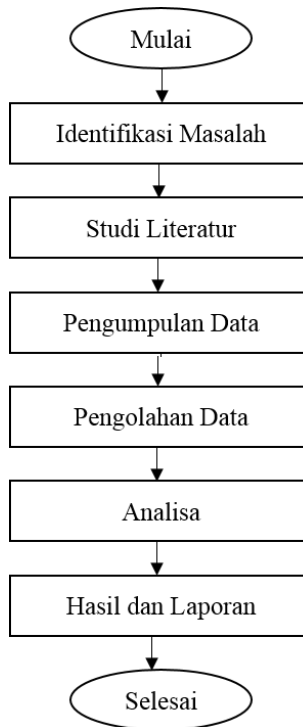 Mulai
Identifikasi Masalah
Studi Literatur
Pengumpulan Data
Pengolahan Data
Analisa
Hasil dan Laporan
Selesai